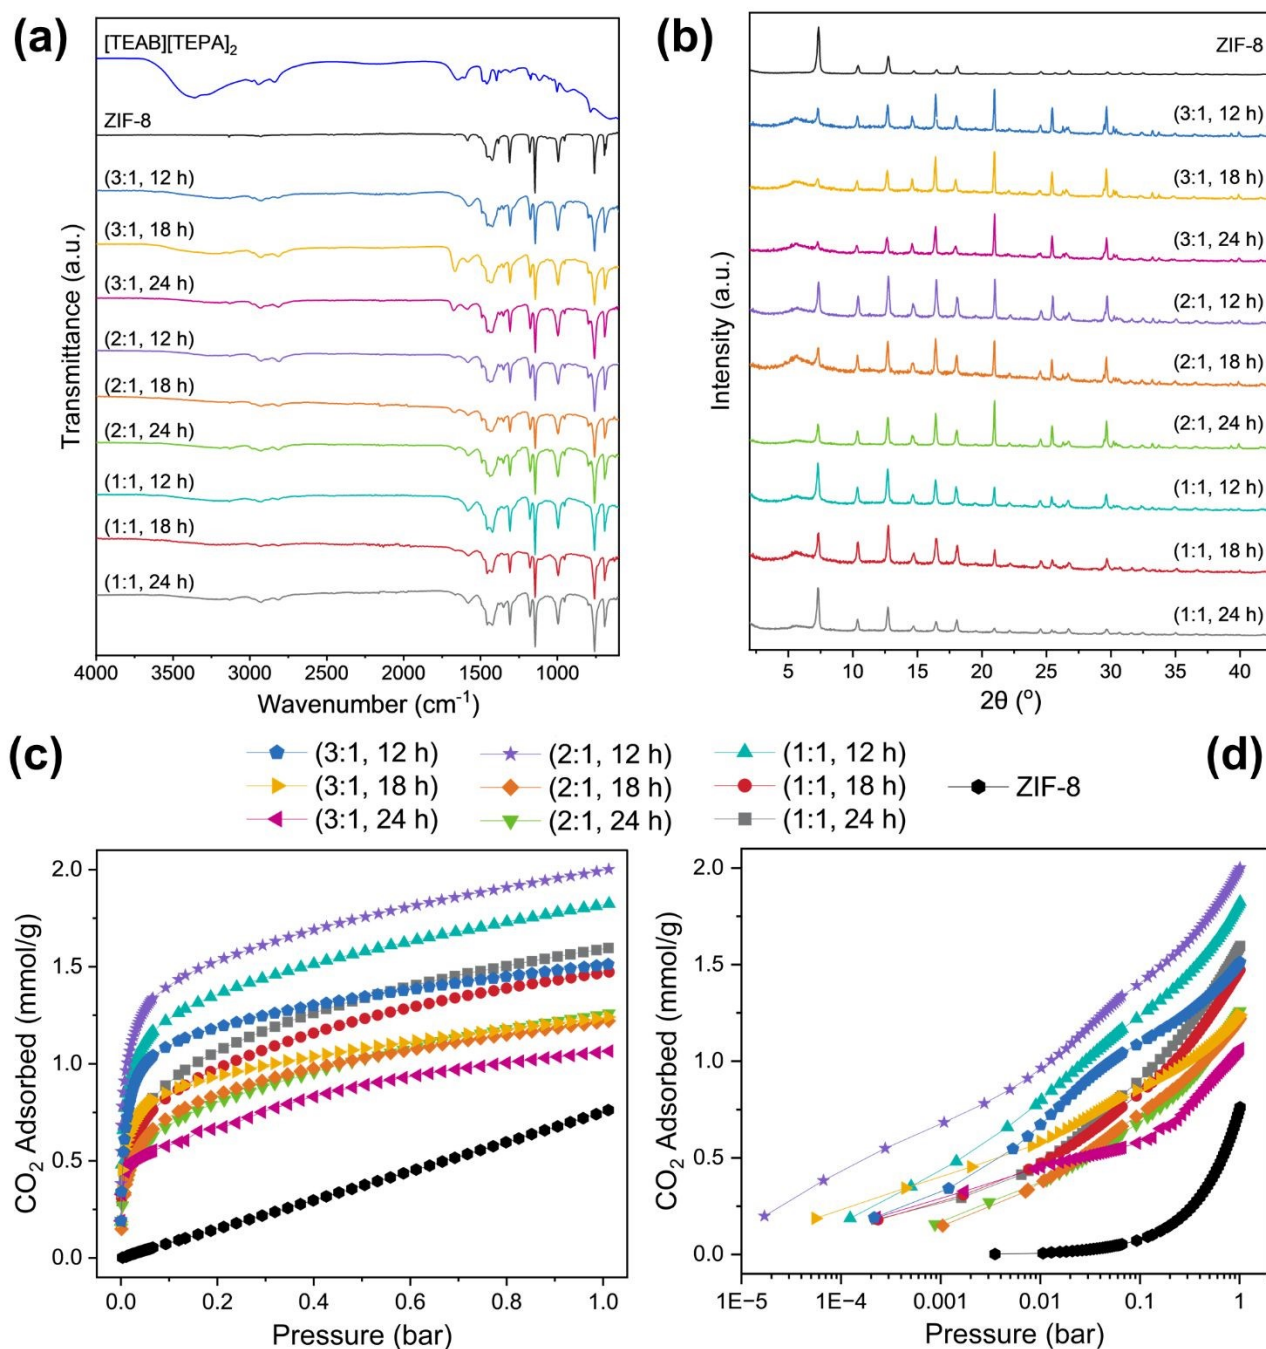 (a)
[TEAB][TEPA]₂
ZIF-8
(3:1, 12 h)
(3:1, 18 h)
(3:1, 24 h)
(2:1, 12 h)
(2:1, 18 h)
(2:1, 24 h)
(1:1, 12 h)
(1:1, 18 h)
(1:1, 24 h)
Transmittance (a.u.)
4000 3500 3000 2500 2000 1500 1000
Wavenumber (cm⁻¹)
(b)
ZIF-8
(3:1, 12 h)
(3:1, 18 h)
(3:1, 24 h)
(2:1, 12 h)
(2:1, 18 h)
(2:1, 24 h)
(1:1, 12 h)
(1:1, 18 h)
(1:1, 24 h)
Intensity (a.u.)
5 10 15 20 25 30 35 40
2θ (º)
(c)
(3:1, 12 h) (2:1, 12 h) (1:1, 12 h)
(3:1, 18 h) (2:1, 18 h) (1:1, 18 h) ZIF-8
(3:1, 24 h) (2:1, 24 h) (1:1, 24 h)
CO₂ Adsorbed (mmol/g)
2.0
1.5
1.0
0.5
0.0
0.0 0.2 0.4 0.6 0.8 1.0
Pressure (bar)
(d)
CO₂ Adsorbed (mmol/g)
2.0
1.5
1.0
0.5
0.0
1E−5 1E−4 0.001 0.01 0.1 1
Pressure (bar)